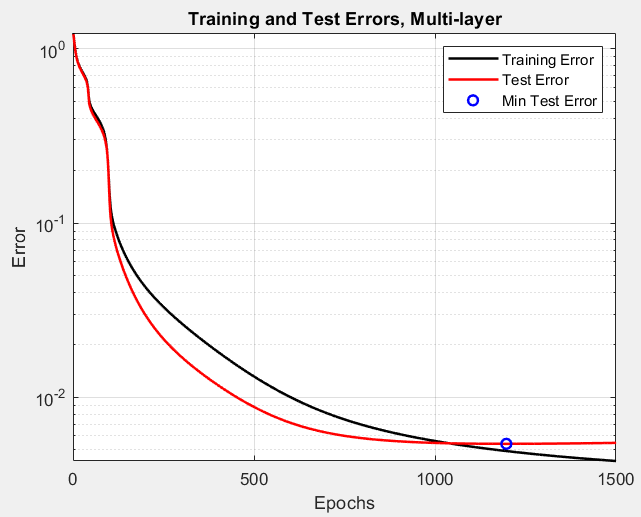 Training and Test Errors, Multi-layer
Training Error
Test Error
Min Test Error
10^0
10^-1
10^-2
Error
0 500 1000 1500
Epochs